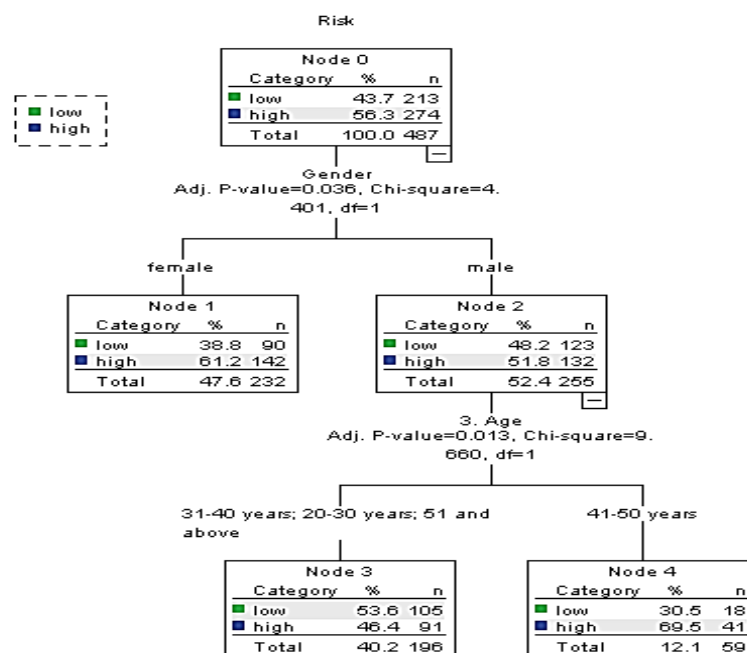 Risk
low
high
Node 0
Category % n
low 43.7 213
high 56.3 274
Total 100.0 487
Gender
Adj. P-value=0.036, Chi-square=4.
401, df=1
female
male
Node 1
Category % n
low 38.8 90
high 61.2 142
Total 47.6 232
Node 2
Category % n
low 48.2 123
high 51.8 132
Total 52.4 255
3. Age
Adj. P-value=0.013, Chi-square=9.
660, df=1
31-40 years; 20-30 years; 51 and
above
41-50 years
Node 3
Category % n
low 53.6 105
high 46.4 91
Total 40.2 196
Node 4
Category % n
low 30.5 18
high 69.5 41
Total 12.1 59